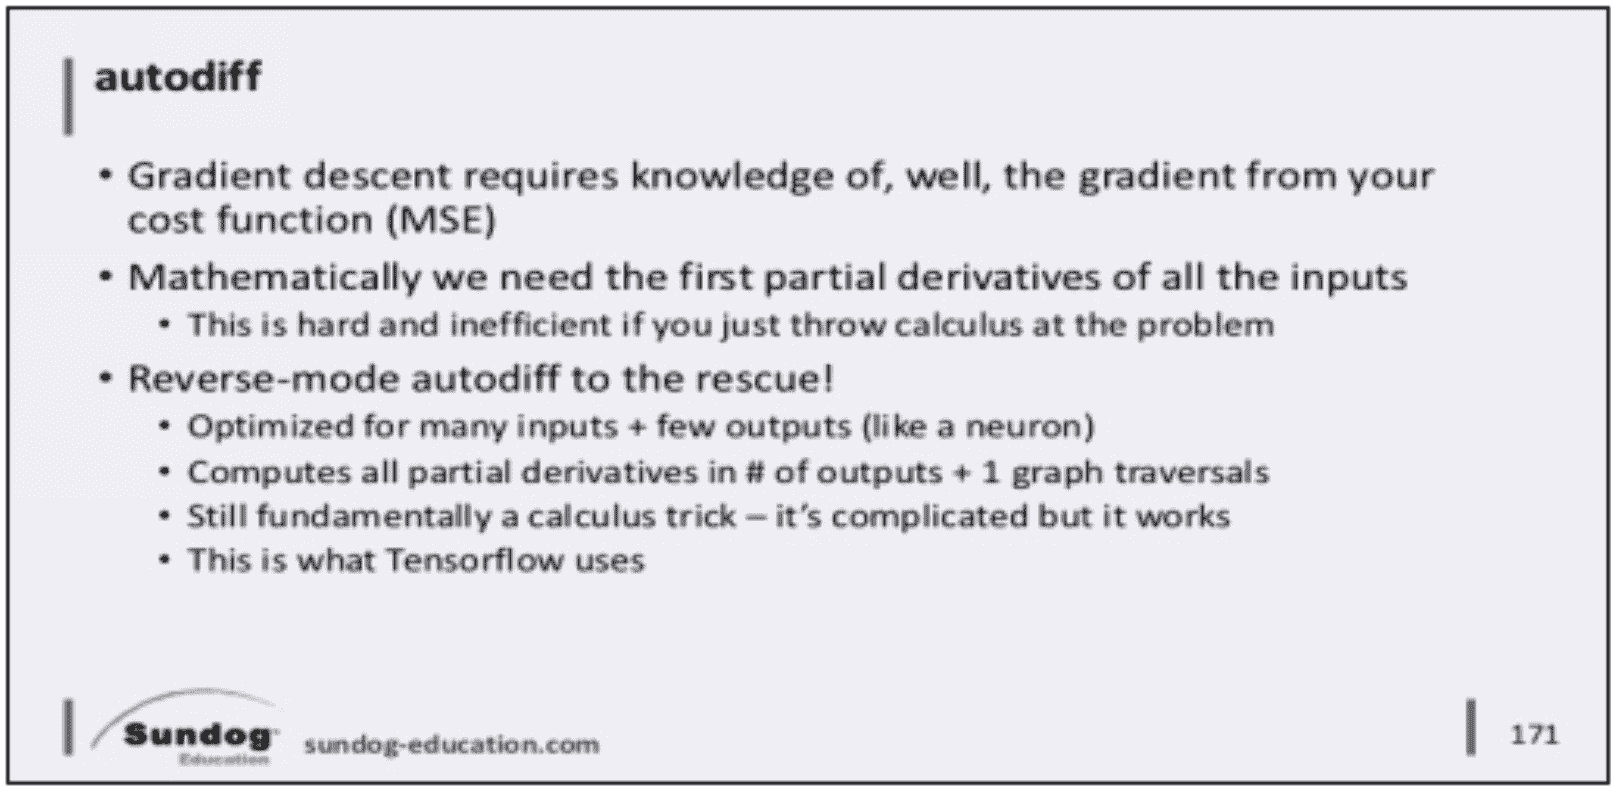 autodiff
• Gradient descent requires knowledge of, well, the gradient from your
cost function (MSE)
• Mathematically we need the first partial derivatives of all the inputs
• This is hard and inefficient if you just throw calculus at the problem
• Reverse-mode autodiff to the rescue!
• Optimized for many inputs + few outputs (like a neuron)
• Computes all partial derivatives in # of outputs + 1 graph traversals
• Still fundamentally a calculus trick – it’s complicated but it works
• This is what Tensorflow uses
Sundog
Education
sundog-education.com
171